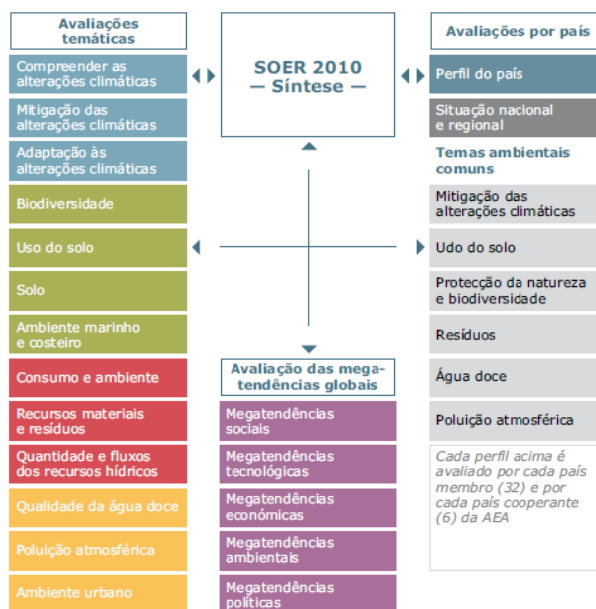 Avaliações
temáticas
Compreender as
alterações climáticas
Mitigação das
alterações climáticas
Adaptação às
alterações climáticas
Biodiversidade
Uso do solo
Solo
Ambiente marinho
e costeiro
Consumo e ambiente
Recursos materiais
e resíduos
Quantidade e fluxos
dos recursos hídricos
Qualidade da água doce
Poluição atmosférica
Ambiente urbano
SOER 2010
— Síntese —
Avaliação das mega-
tendências globais
Megatendências
sociais
Megatendências
tecnológicas
Megatendências
económicas
Megatendências
ambientais
Megatendências
políticas
Avaliações por país
Perfil do país
Situação nacional
e regional
Temas ambientais
comuns
Mitigação das
alterações climáticas
Udo do solo
Protecção da natureza
e biodiversidade
Resíduos
Água doce
Poluição atmosférica
Cada perfil acima é
avaliado por cada país
membro (32) e por
cada país cooperante
(6) da AEA